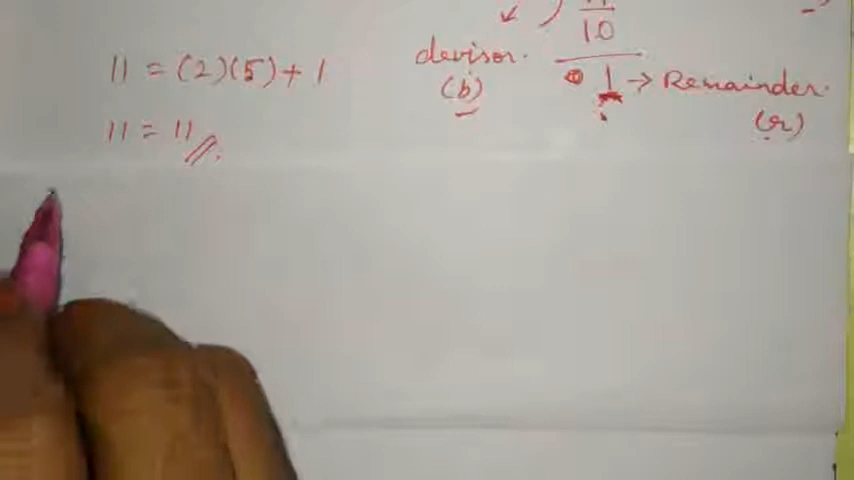 10
11 = (2)(5) + 1
devisor.
(b)
1 → Remainder.
(r)
11 = 11 //.